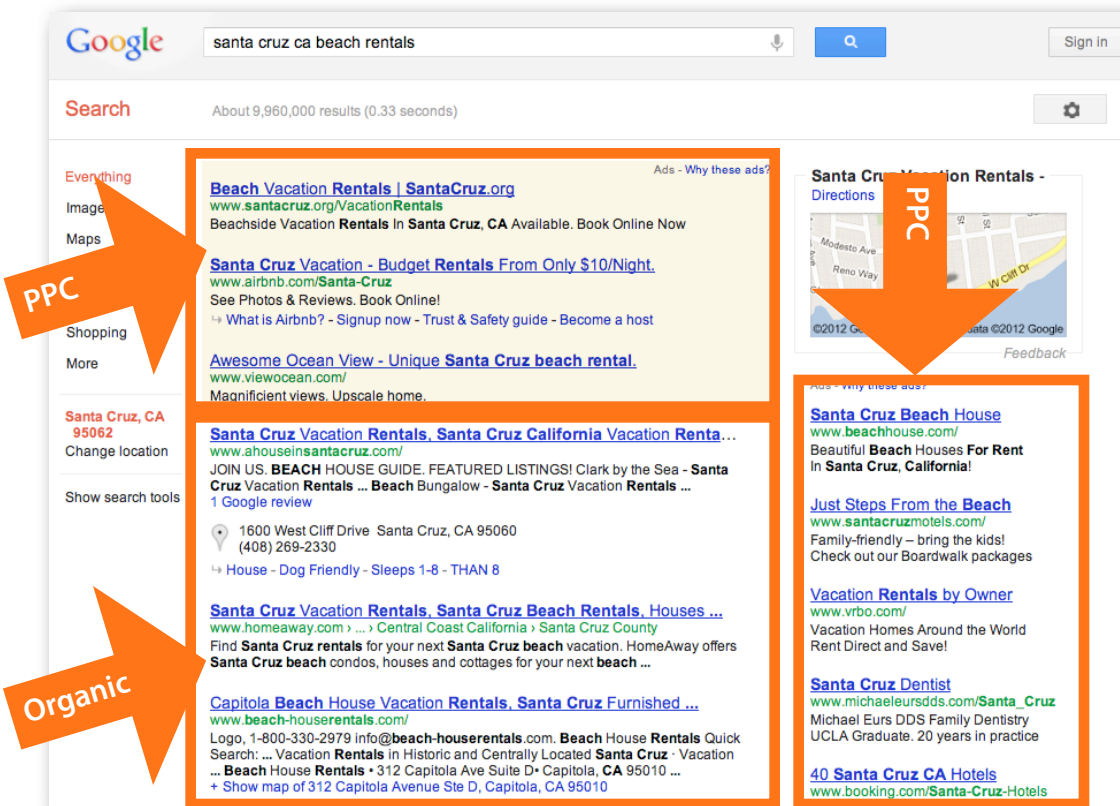 Google
santa cruz ca beach rentals
Sign in
Search
About 9,960,000 results (0.33 seconds)
Everything
Image
Maps
Shopping
More
Santa Cruz, CA
95062
Change location
Show search tools
PPC
Organic
Ads - Why these ads?
Beach Vacation Rentals | SantaCruz.org
www.santacruz.org/VacationRentals
Beachside Vacation Rentals In Santa Cruz, CA Available. Book Online Now
Santa Cruz Vacation - Budget Rentals From Only $10/Night.
www.airbnb.com/Santa-Cruz
See Photos & Reviews. Book Online!
What is Airbnb? - Signup now - Trust & Safety guide - Become a host
Awesome Ocean View - Unique Santa Cruz beach rental.
www.viewocean.com/
Magnificient views. Upscale home.
Santa Cruz Vacation Rentals, Santa Cruz California Vacation Renta...
www.ahouseinsantacruz.com/
JOIN US. BEACH HOUSE GUIDE. FEATURED LISTINGS! Clark by the Sea - Santa
Cruz Vacation Rentals ... Beach Bungalow - Santa Cruz Vacation Rentals ...
1 Google review
1600 West Cliff Drive Santa Cruz, CA 95060
(408) 269-2330
House - Dog Friendly - Sleeps 1-8 - THAN 8
Santa Cruz Vacation Rentals, Santa Cruz Beach Rentals, Houses ...
www.homeaway.com › ... › Central Coast California › Santa Cruz County
Find Santa Cruz rentals for your next Santa Cruz beach vacation. HomeAway offers
Santa Cruz beach condos, houses and cottages for your next beach ...
Capitola Beach House Vacation Rentals, Santa Cruz Furnished ...
www.beach-houserentals.com/
Logo, 1-800-330-2979 info@beach-houserentals.com. Beach House Rentals Quick
Search: ... Vacation Rentals in Historic and Centrally Located Santa Cruz · Vacation
... Beach House Rentals • 312 Capitola Ave Suite D• Capitola, CA 95010 ...
+ Show map of 312 Capitola Avenue Ste D, Capitola, CA 95010
Santa Cruz Vacation Rentals -
Directions
PPC
Modesto Ave
Reno Way
W Cliff Dr
St
St
©2012 Google
Feedback
Ads - Why these ads?
Santa Cruz Beach House
www.beachhouse.com/
Beautiful Beach Houses For Rent
In Santa Cruz, California!
Just Steps From the Beach
www.santacruzmotels.com/
Family-friendly – bring the kids!
Check out our Boardwalk packages
Vacation Rentals by Owner
www.vrbo.com/
Vacation Homes Around the World
Rent Direct and Save!
Santa Cruz Dentist
www.michaeleursdds.com/Santa_Cruz
Michael Eurs DDS Family Dentistry
UCLA Graduate. 20 years in practice
40 Santa Cruz CA Hotels
www.booking.com/Santa-Cruz-Hotels